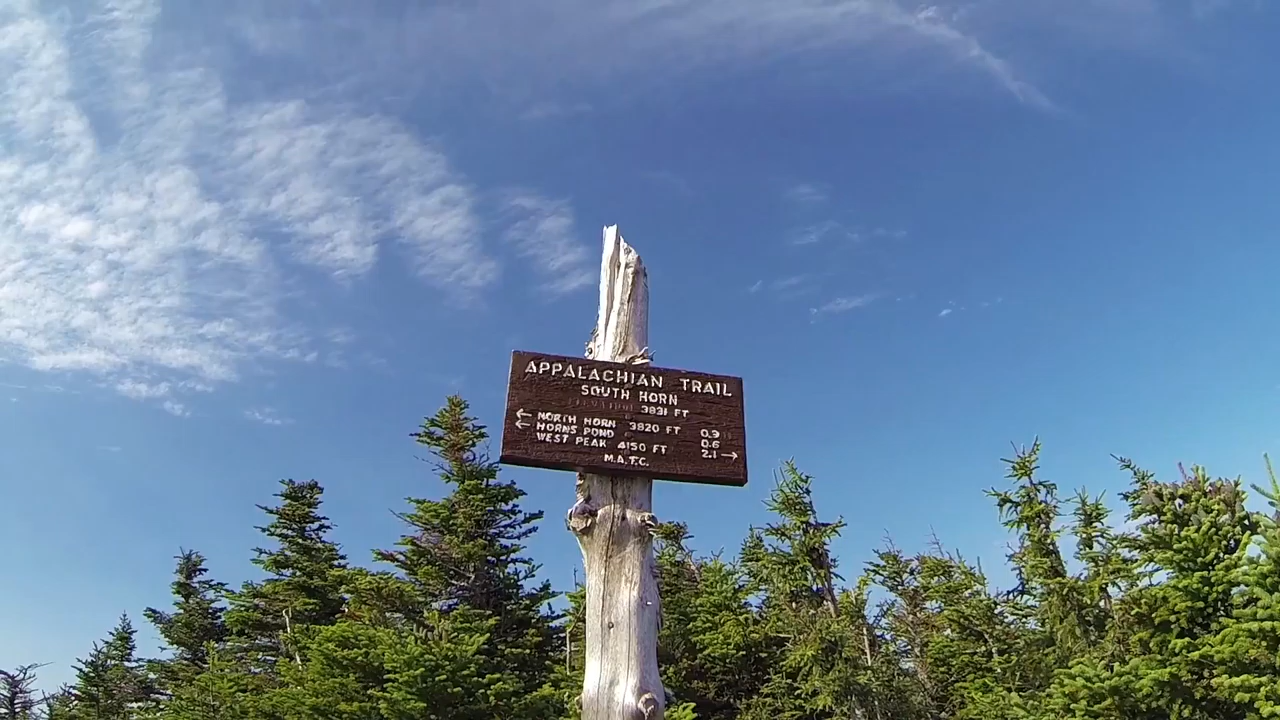 APPALACHIAN TRAIL
SOUTH HORN
ELEVATION 3831 FT
← NORTH HORN 3820 FT 0.9
← HORNS POND 0.6
WEST PEAK 4150 FT 2.1 →
M.A.T.C.